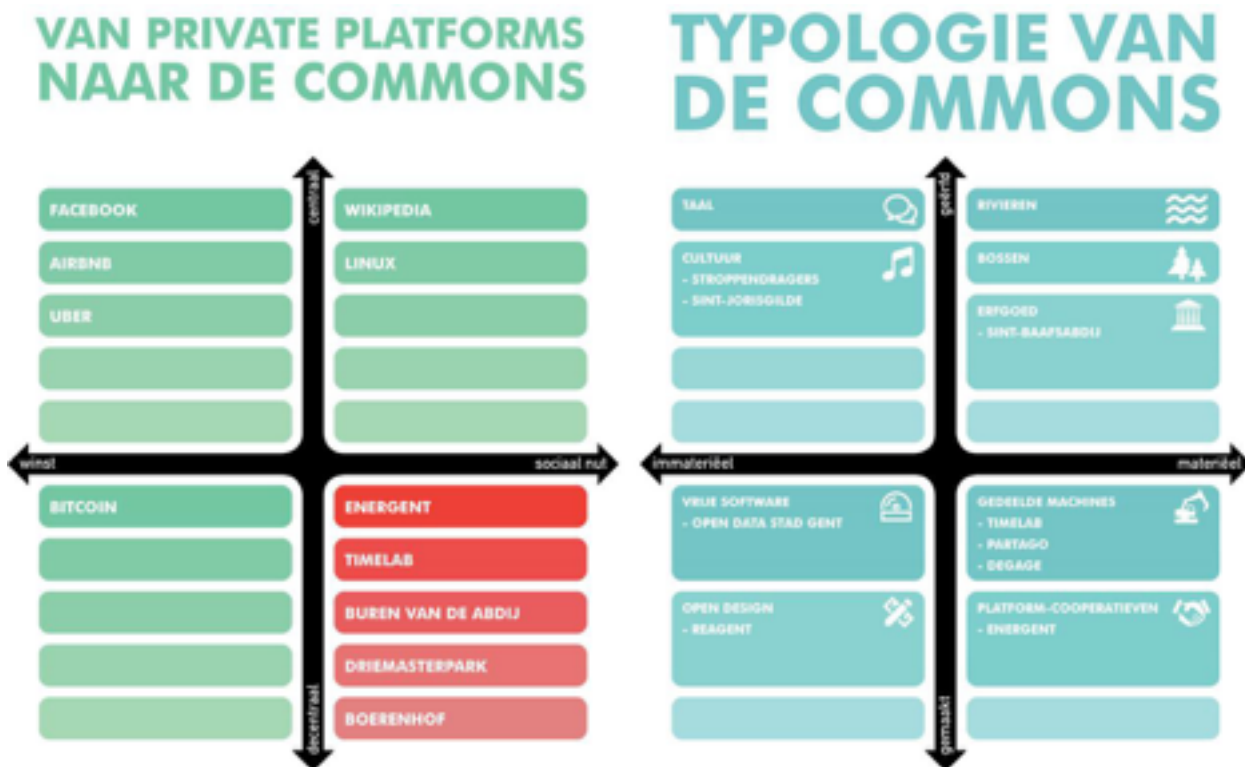 VAN PRIVATE PLATFORMS
NAAR DE COMMONS
centraal
FACEBOOK
WIKIPEDIA
AIRBNB
LINUX
UBER
winst
sociaal nut
BITCOIN
ENERGENT
TIMELAB
BUREN VAN DE ABDIJ
DRIEMASTERPARK
BOERENHOF
decentraal
TYPOLOGIE VAN
DE COMMONS
geërfd
TAAL
RIVIEREN
CULTUUR
- STROPPENDRAGERS
- SINT-JORISGILDE
BOSSEN
ERFGOED
- SINT-BAAFSABDIJ
immateriëel
materiëel
VRIJE SOFTWARE
- OPEN DATA STAD GENT
GEDEELDE MACHINES
- TIMELAB
- PARTAGO
- DEGAGE
OPEN DESIGN
- REAGENT
PLATFORM-COOPERATIEVEN
- ENERGENT
gemaakt